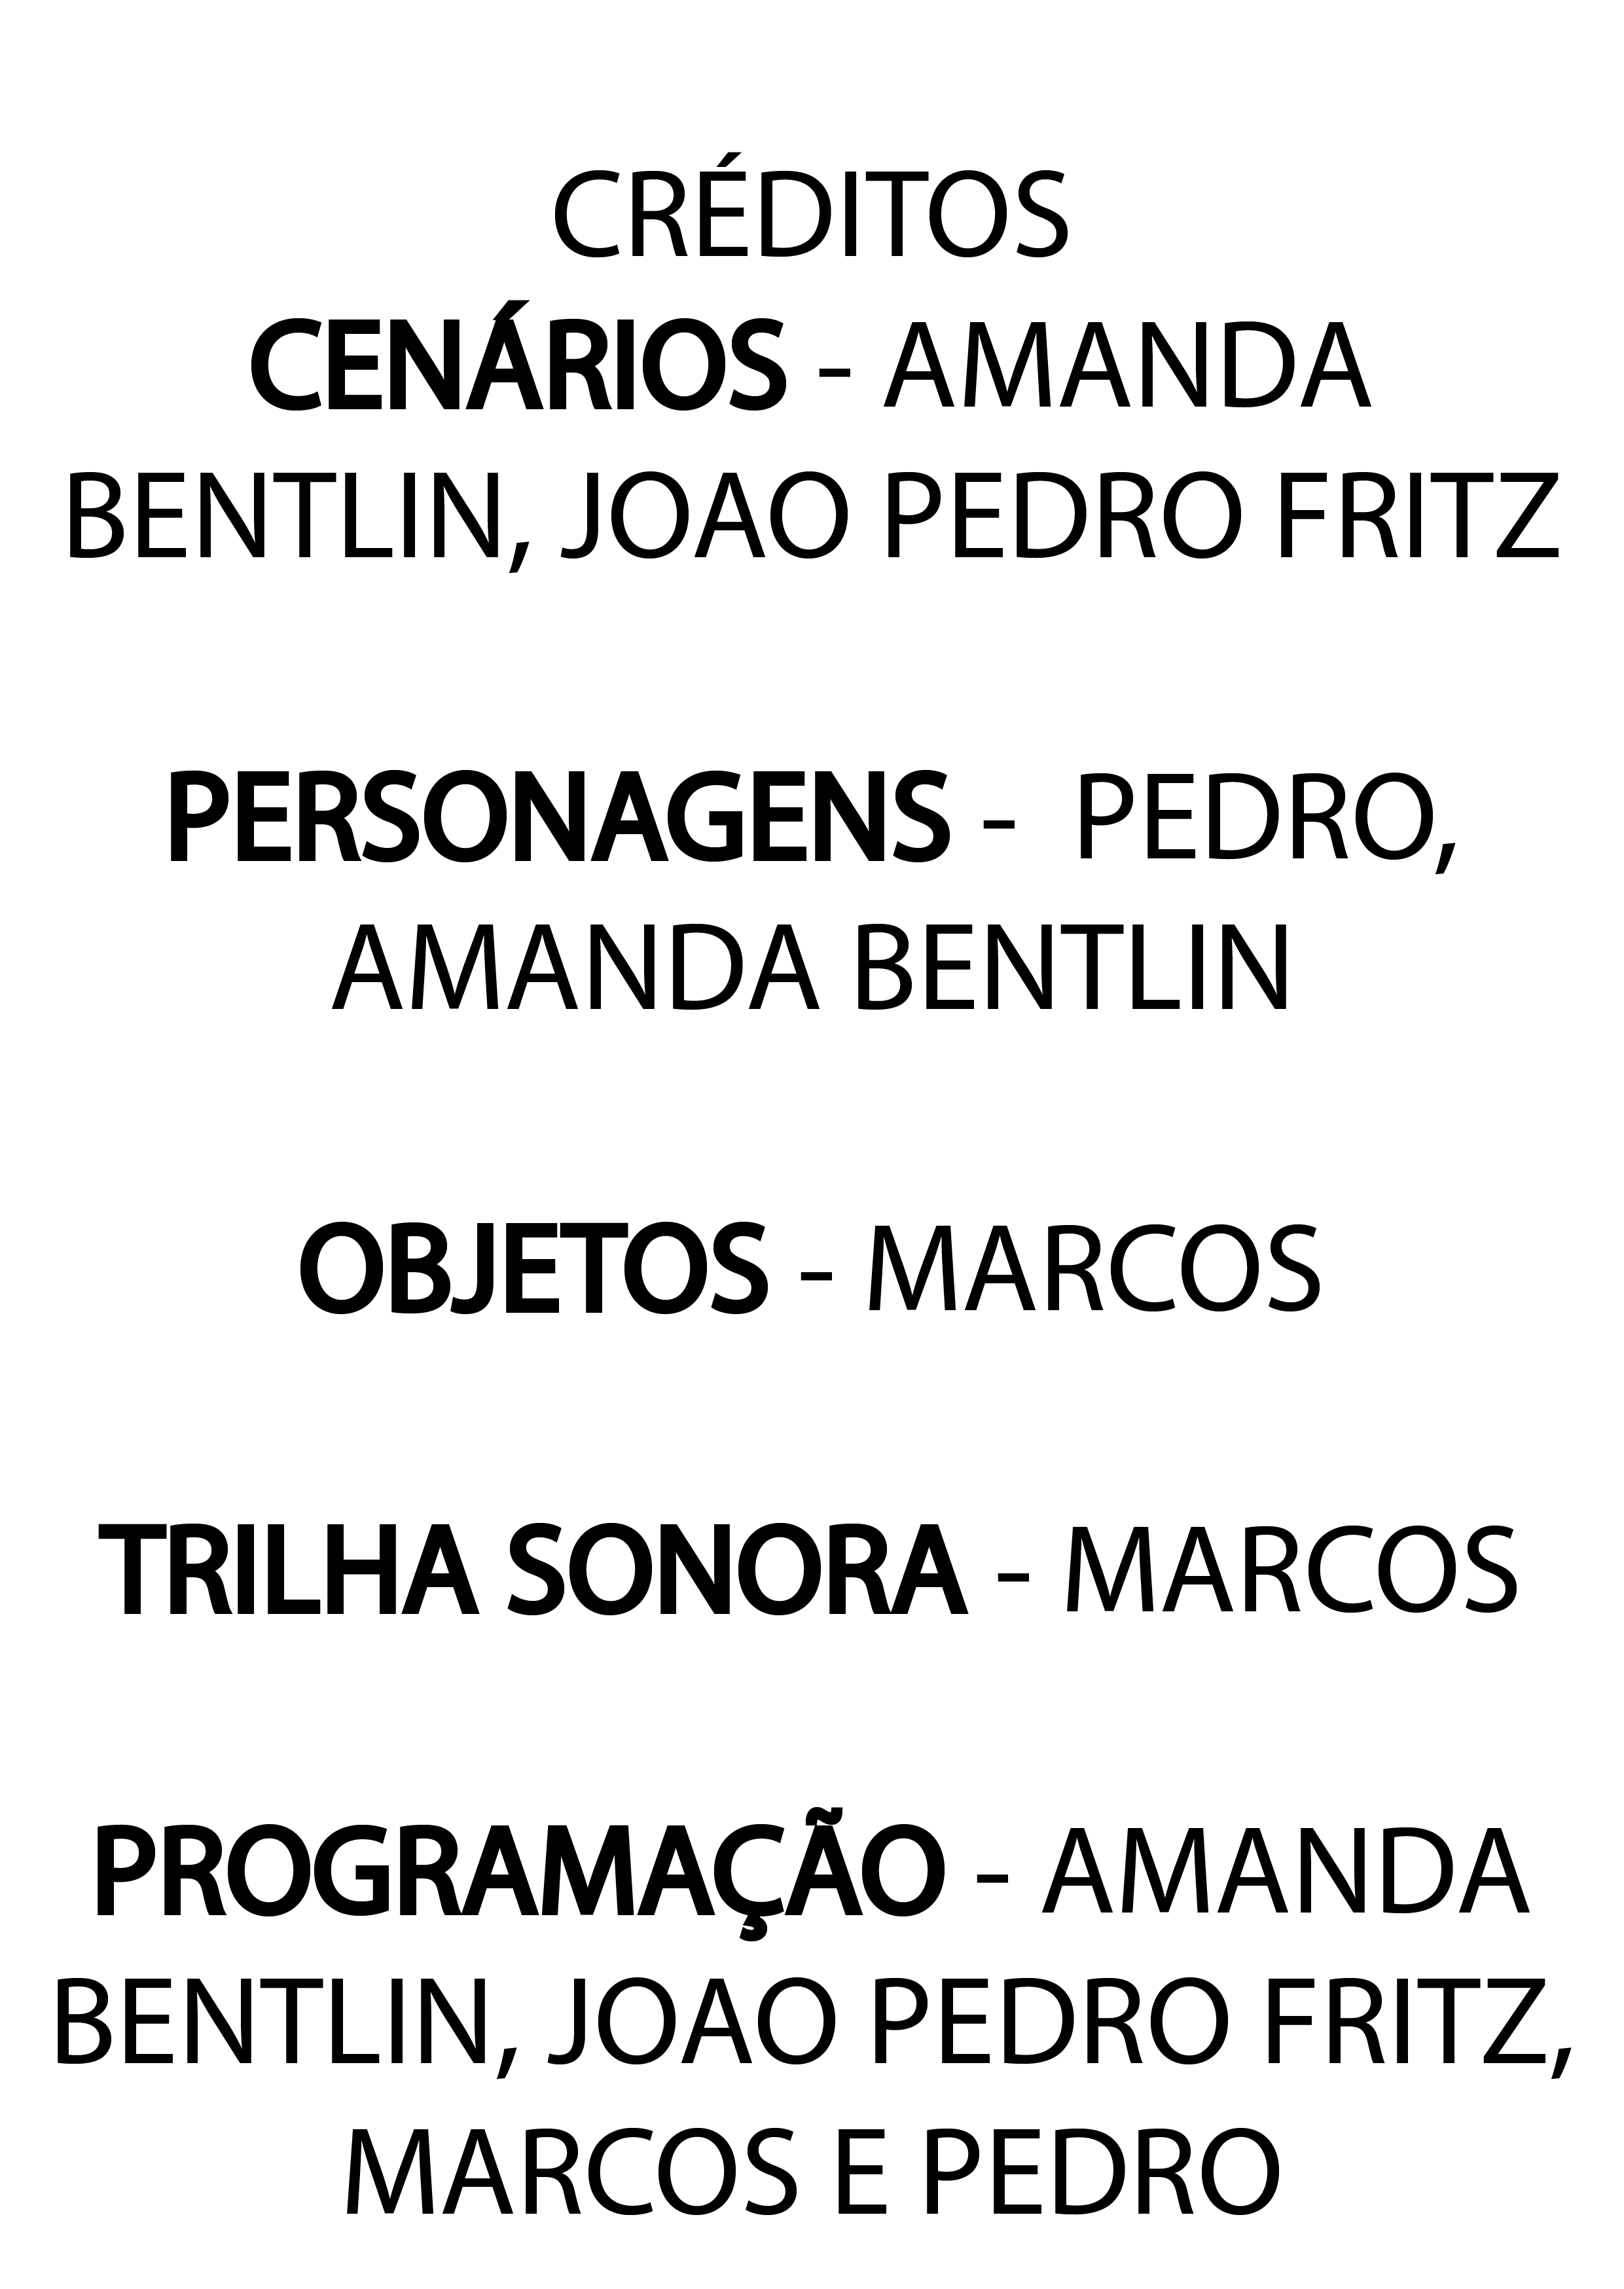 CRÉDITOS
CENÁRIOS - AMANDA
BENTLIN, JOAO PEDRO FRITZ
PERSONAGENS -  PEDRO,
AMANDA BENTLIN
OBJETOS - MARCOS
TRILHA SONORA - MARCOS
PROGRAMAÇÃO - AMANDA
BENTLIN, JOAO PEDRO FRITZ,
MARCOS E PEDRO